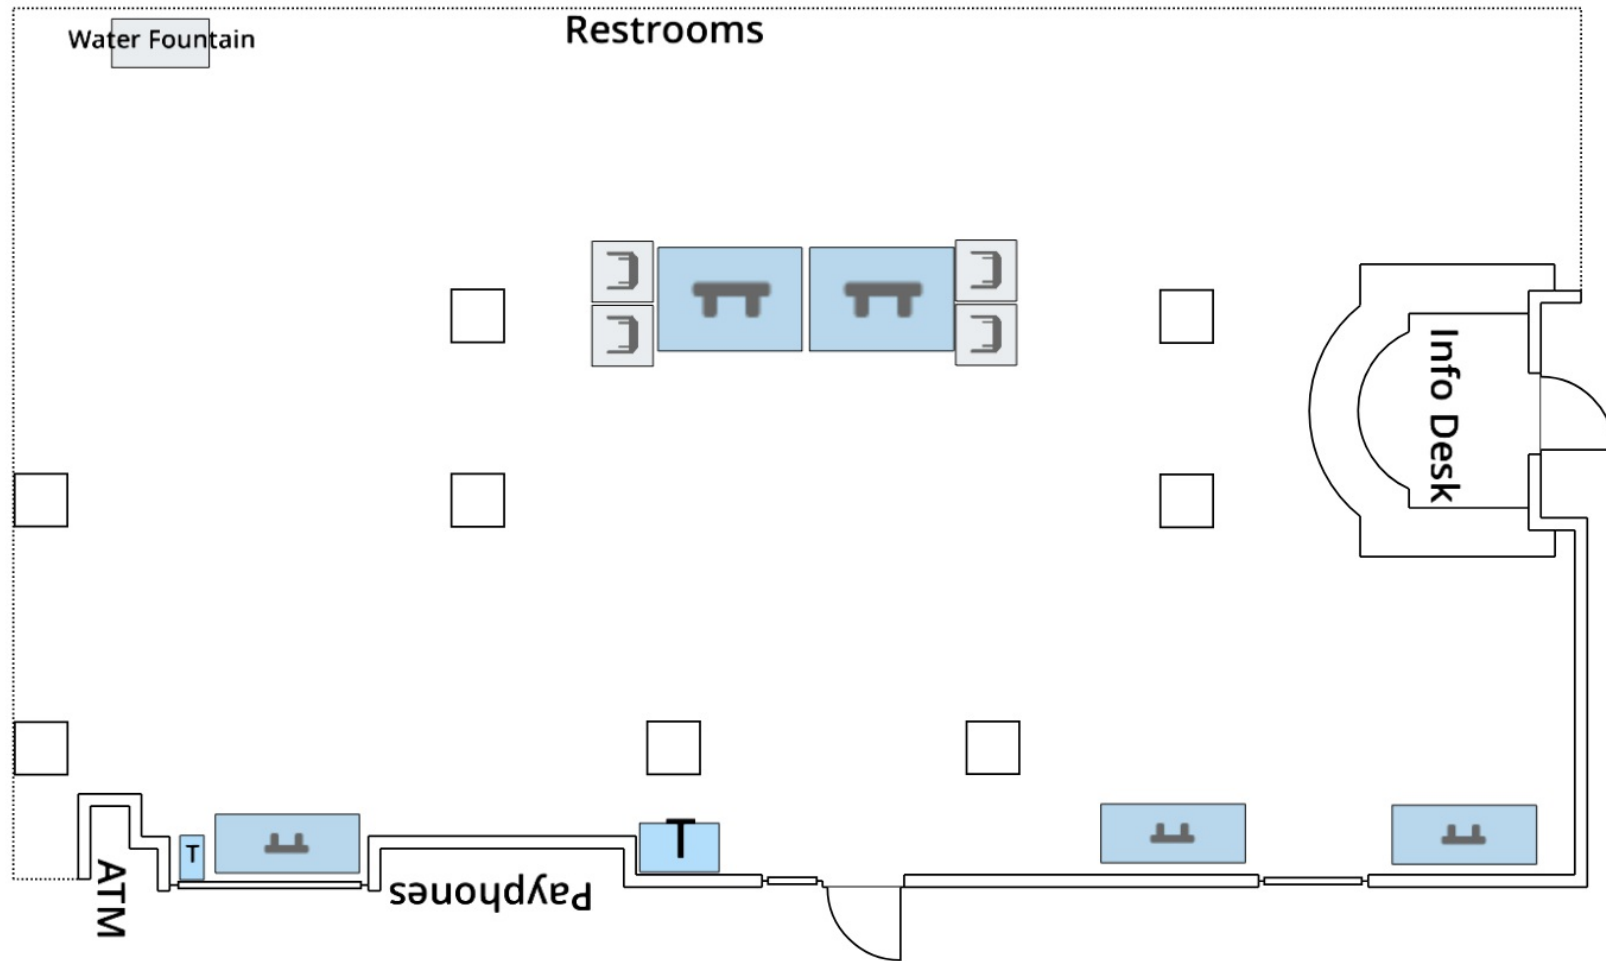 Restrooms
Water Fountain
Info Desk
T
T
ATM
Payphones